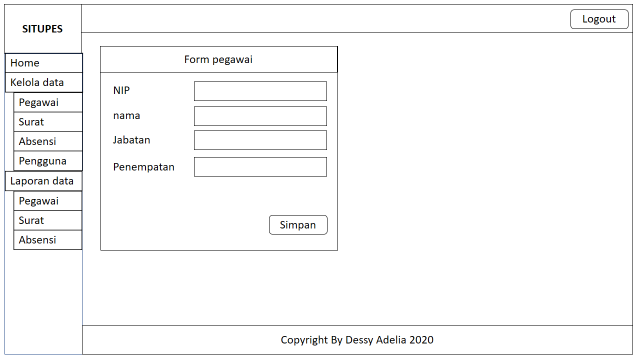 SITUPES
Logout
Home
Kelola data
Pegawai
Surat
Absensi
Pengguna
Laporan data
Pegawai
Surat
Absensi
Form pegawai
NIP
nama
Jabatan
Penempatan
Simpan
Copyright By Dessy Adelia 2020